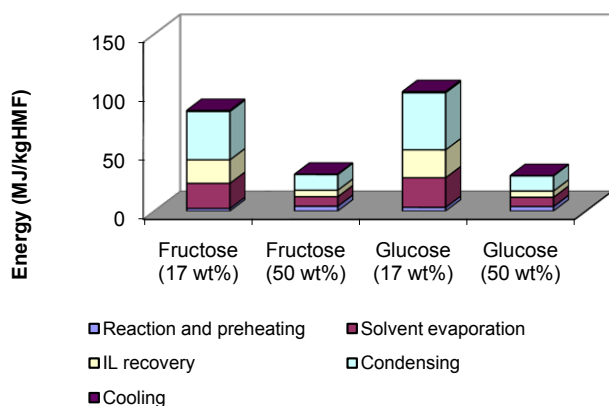 Energy (MJ/kgHMF)
150
100
50
0
Fructose
(17 wt%)
Fructose
(50 wt%)
Glucose
(17 wt%)
Glucose
(50 wt%)
Reaction and preheating
Solvent evaporation
IL recovery
Condensing
Cooling